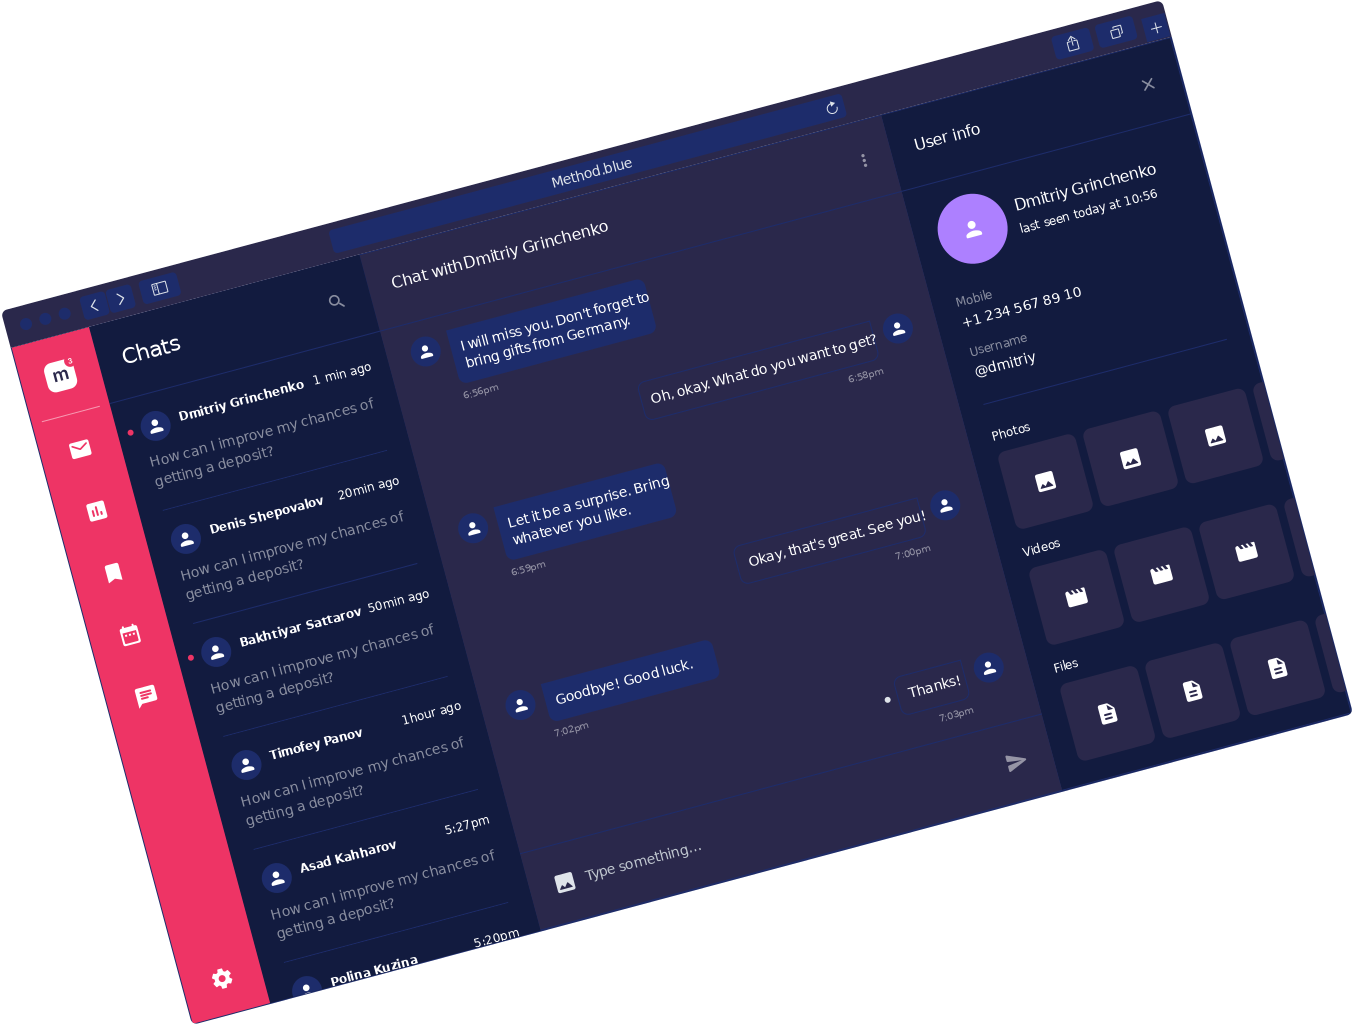 Method.blue
m
3
Chats
Dmitriy Grinchenko 1 min ago
How can I improve my chances of
getting a deposit?
Denis Shepovalov 20min ago
How can I improve my chances of
getting a deposit?
Bakhtiyar Sattarov 50min ago
How can I improve my chances of
getting a deposit?
Timofey Panov 1hour ago
How can I improve my chances of
getting a deposit?
Asad Kahharov 5:27pm
How can I improve my chances of
getting a deposit?
Polina Kuzina 5:20pm
Chat with Dmitriy Grinchenko
I will miss you. Don't forget to
bring gifts from Germany.
6:56pm
Oh, okay. What do you want to get?
6:58pm
Let it be a surprise. Bring
whatever you like.
6:59pm
Okay, that's great. See you!
7:00pm
Goodbye! Good luck.
7:02pm
Thanks!
7:03pm
Type something...
User info
Dmitriy Grinchenko
last seen today at 10:56
Mobile
+1 234 567 89 10
Username
@dmitriy
Photos
Videos
Files